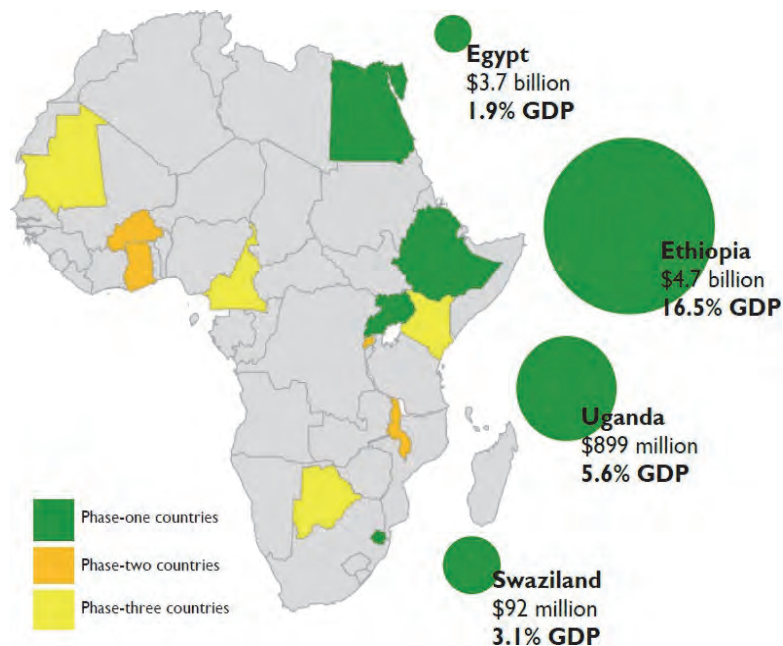 Egypt
$3.7 billion
1.9% GDP
Ethiopia
$4.7 billion
16.5% GDP
Uganda
$899 million
5.6% GDP
Phase-one countries
Phase-two countries
Phase-three countries
Swaziland
$92 million
3.1% GDP